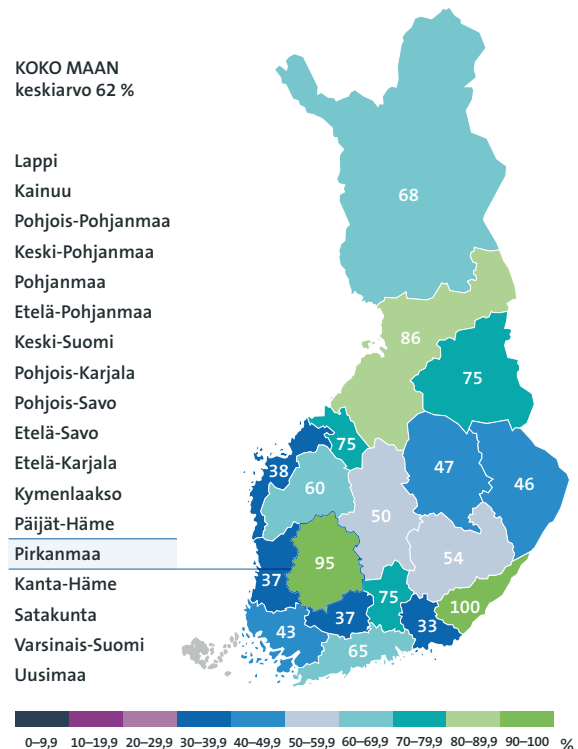 KOKO MAAN
keskiarvo 62 %
Lappi
Kainuu
Pohjois-Pohjanmaa
Keski-Pohjanmaa
Pohjanmaa
Etelä-Pohjanmaa
Keski-Suomi
Pohjois-Karjala
Pohjois-Savo
Etelä-Savo
Etelä-Karjala
Kymenlaakso
Päijät-Häme
Pirkanmaa
Kanta-Häme
Satakunta
Varsinais-Suomi
Uusimaa
68
86
75
75
38
47
46
60
50
54
95
37
75
100
37
33
43
65
0–9,9 10–19,9 20–29,9 30–39,9 40–49,9 50–59,9 60–69,9 70–79,9 80–89,9 90–100 %